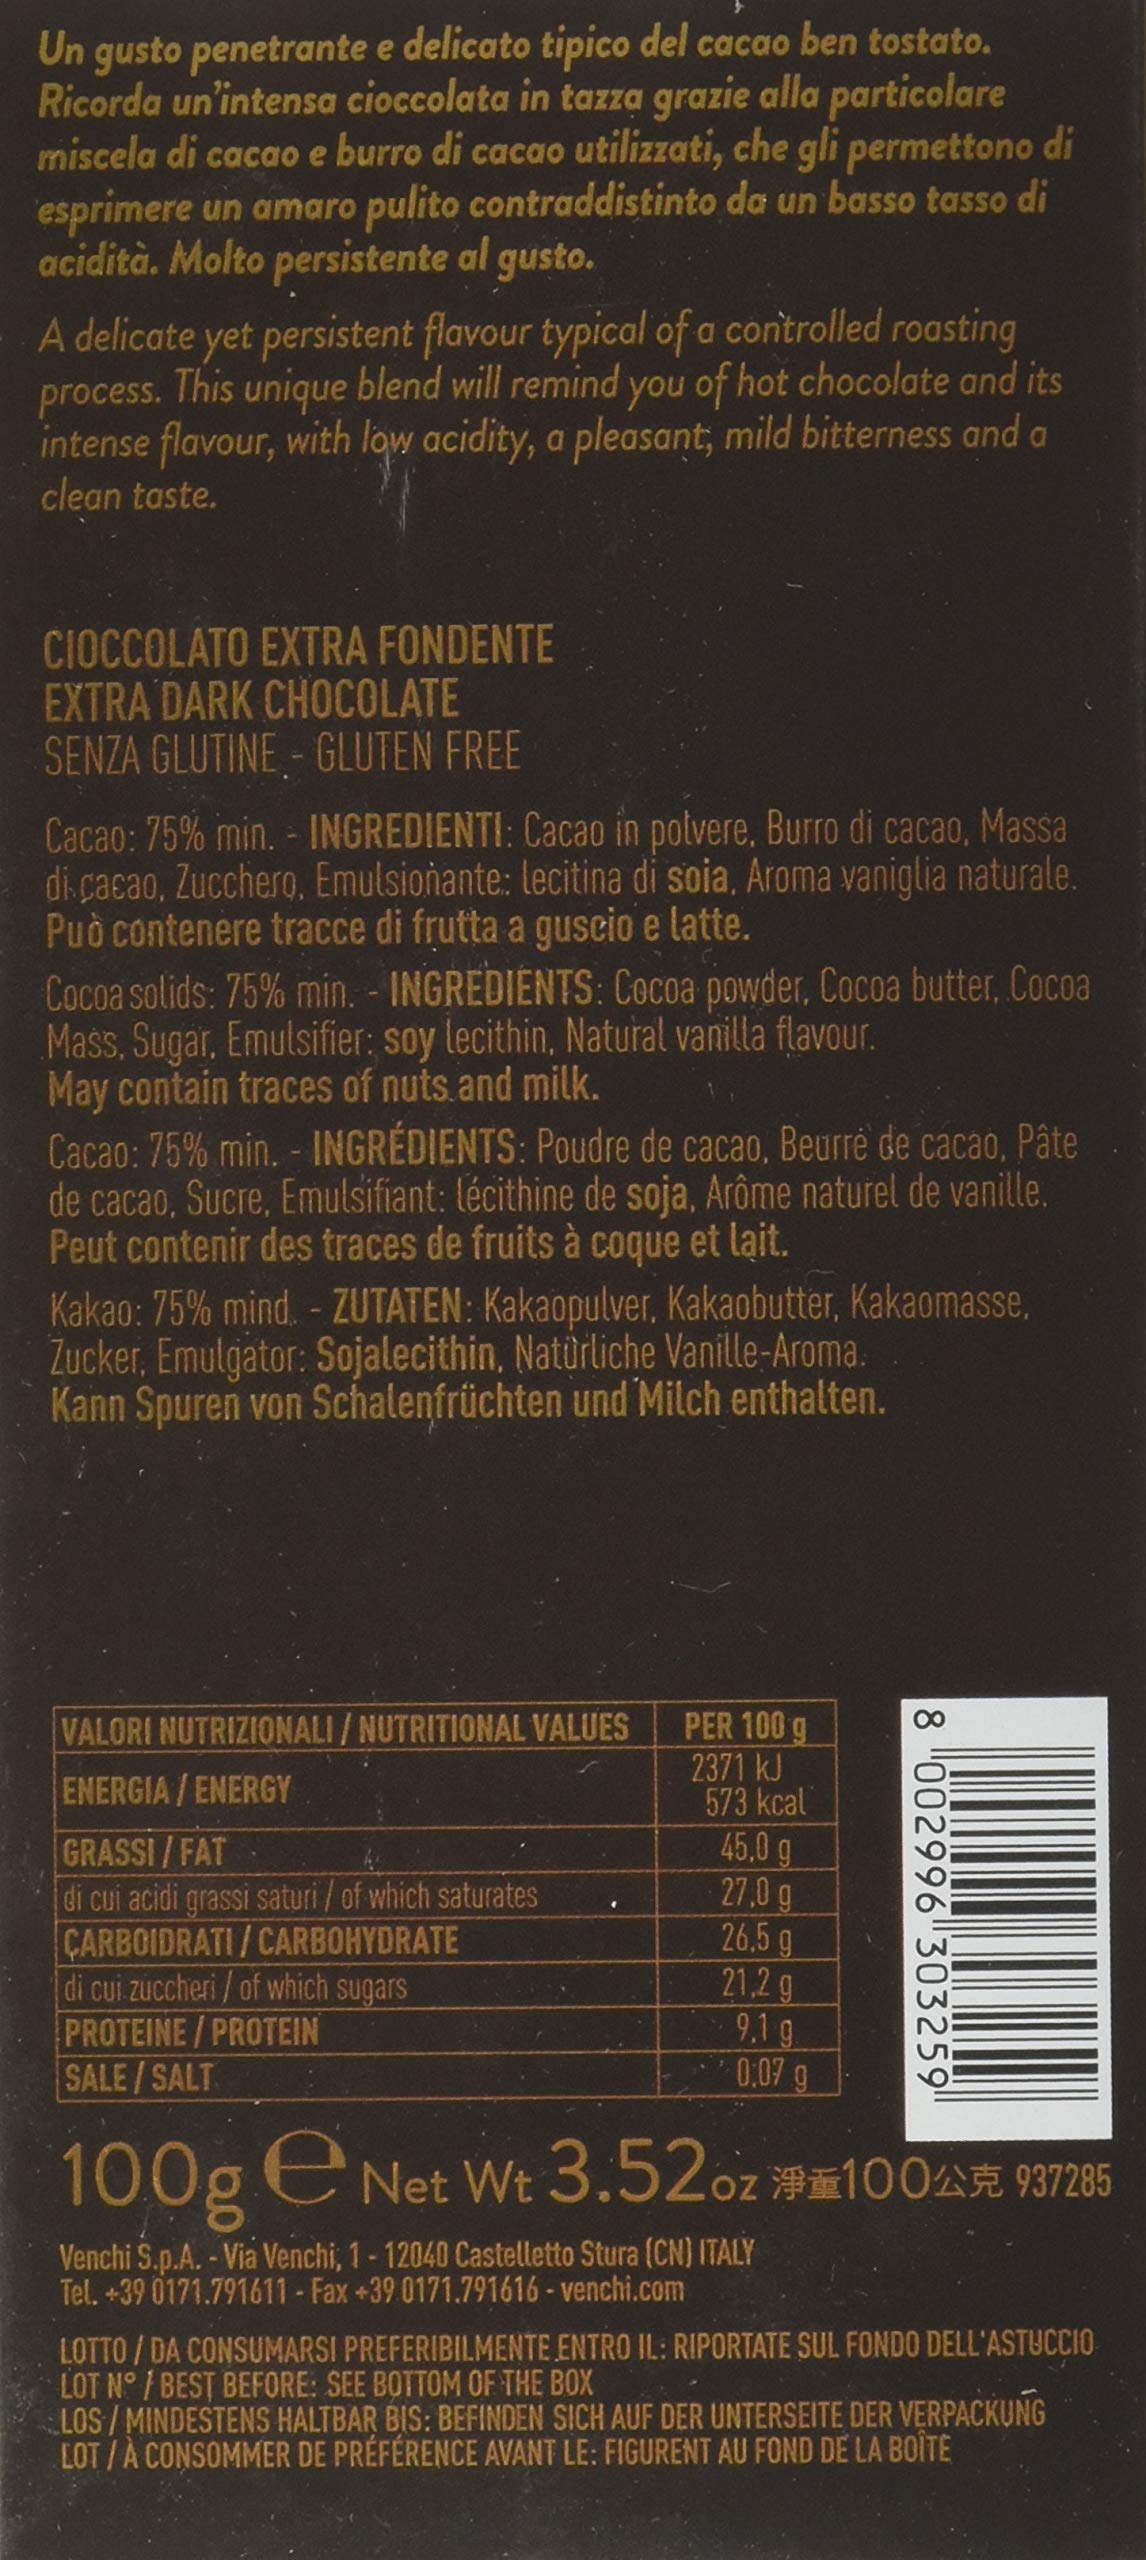 Un gusto penetrante e delicato tipico del cacao ben tostato.
Ricorda un'intensa cioccolata in tazza grazie alla particolare
miscela di cacao e burro di cacao utilizzati, che gli permettono di
esprimere un amaro pulito contraddistinto da un basso tasso di
acidità. Molto persistente al gusto.
A delicate yet persistent flavour typical of a controlled roasting
process. This unique blend will remind you of hot chocolate and its
intense flavour, with low acidity, a pleasant, mild bitterness and a
clean taste.
CIOCCOLATO EXTRA FONDENTE
EXTRA DARK CHOCOLATE
SENZA GLUTINE - GLUTEN FREE
Cacao: 75% min. - INGREDIENTI: Cacao in polvere, Burro di cacao, Massa
di cacao, Zucchero, Emulsionante: lecitina di soia, Aroma vaniglia naturale.
Può contenere tracce di frutta a guscio e latte.
Cocoa solids: 75% min. - INGREDIENTS: Cocoa powder, Cocoa butter, Cocoa
Mass, Sugar, Emulsifier: soy lecithin, Natural vanilla flavour.
May contain traces of nuts and milk.
Cacao: 75% min. - INGRÉDIENTS: Poudre de cacao, Beurre de cacao, Pâte
de cacao, Sucre, Emulsifiant: lécithine de soja, Arôme naturel de vanille.
Peut contenir des traces de fruits à coque et lait.
Kakao: 75% mind. - ZUTATEN: Kakaopulver, Kakaobutter, Kakaomasse,
Zucker, Emulgator: Sojalecithin, Natürliche Vanille-Aroma.
Kann Spuren von Schalenfrüchten und Milch enthalten.
VALORI NUTRIZIONALI / NUTRITIONAL VALUES PER 100 g
ENERGIA / ENERGY 2371 kJ
573 kcal
GRASSI / FAT 45,0 g
di cui acidi grassi saturi / of which saturates 27,0 g
CARBOIDRATI / CARBOHYDRATE 26,5 g
di cui zuccheri / of which sugars 21,2 g
PROTEINE / PROTEIN 9,1 g
SALE / SALT 0,07 g
8 002996 303259
100g e Net Wt 3.52oz 淨重100公克 937285
Venchi S.p.A. - Via Venchi, 1 - 12040 Castelletto Stura (CN) ITALY
Tel. +39 0171.791611 - Fax +39 0171.791616 - venchi.com
LOTTO / DA CONSUMARSI PREFERIBILMENTE ENTRO IL: RIPORTATE SUL FONDO DELL'ASTUCCIO
LOT N° / BEST BEFORE: SEE BOTTOM OF THE BOX
LOS / MINDESTENS HALTBAR BIS: BEFINDEN SICH AUF DER UNTERSEITE DER VERPACKUNG
LOT / À CONSOMMER DE PRÉFÉRENCE AVANT LE: FIGURENT AU FOND DE LA BOÎTE